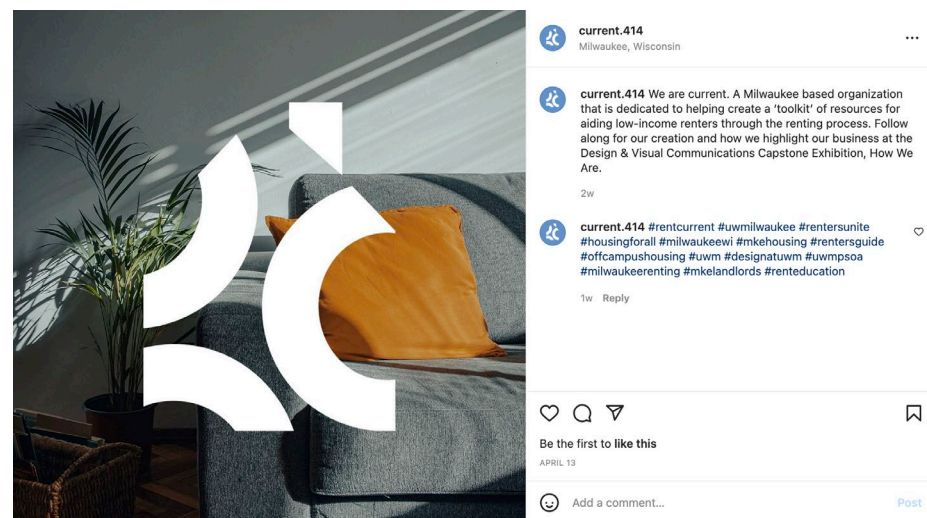 current.414
Milwaukee, Wisconsin
current.414 We are current. A Milwaukee based organization
that is dedicated to helping create a ‘toolkit’ of resources for
aiding low-income renters through the renting process. Follow
along for our creation and how we highlight our business at the
Design & Visual Communications Capstone Exhibition, How We
Are.
2w
current.414 #rentcurrent #uwmilwaukee #rentersunite
#housingforall #milwaukeewi #mkehousing #rentersguide
#offcampushousing #uwm #designatuwm #uwmpsoa
#milwaukeerenting #mkelandlords #renteducation
1w Reply
Be the first to like this
APRIL 13
Add a comment...
Post